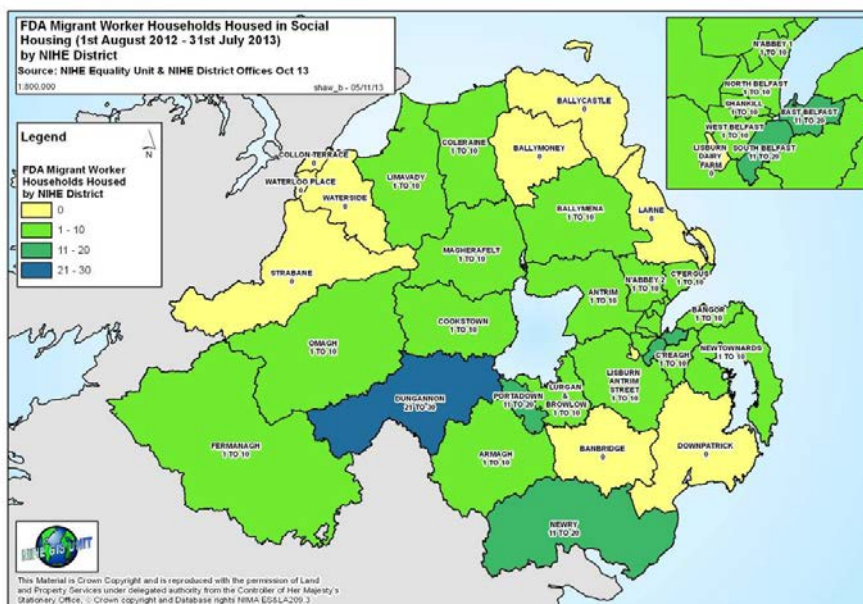 FDA Migrant Worker Households Housed in Social
Housing (1st August 2012 - 31st July 2013)
by NIHE District
Source: NIHE Equality Unit & NIHE District Offices Oct 13
1:800,000
shaw_b - 05/11/13
Legend
N
FDA Migrant Worker
Households Housed
by NIHE District
0
1 - 10
11 - 20
21 - 30
N'ABBEY 1
1 TO 10
NORTH BELFAST
1 TO 10
SHANKILL
1 TO 10
EAST BELFAST
11 TO 20
WEST BELFAST
1 TO 10
SOUTH BELFAST
11 TO 20
LISBURN
DAIRY
FARM
0
BALLYCASTLE
0
COLERAINE
1 TO 10
BALLYMONEY
0
COLLON TERRACE
0
LIMAVADY
1 TO 10
WATERLOO PLACE
0
WATERSIDE
0
BALLYMENA
1 TO 10
LARNE
0
MAGHERAFELT
1 TO 10
STRABANE
0
ANTRIM
1 TO 10
N'ABBEY 2
1 TO 10
C'FERGUS
1 TO 10
COOKSTOWN
1 TO 10
BANGOR
1 TO 10
OMAGH
1 TO 10
NEWTOWNARDS
1 TO 10
C'REAGH
1 TO 10
LISBURN
ANTRIM
STREET
1 TO 10
DUNGANNON
21 TO 30
PORTADOWN
11 TO 20
LURGAN
&
BROWLOW
1 TO 10
FERMANAGH
1 TO 10
ARMAGH
1 TO 10
BANBRIDGE
0
DOWNPATRICK
0
NEWRY
11 TO 20
NIHE GIS UNIT
This Material is Crown Copyright and is reproduced with the permission of Land
and Property Services under delegated authority from the Controller of Her Majesty's
Stationery Office, © Crown copyright and Database rights NIMA ES&LA209.3